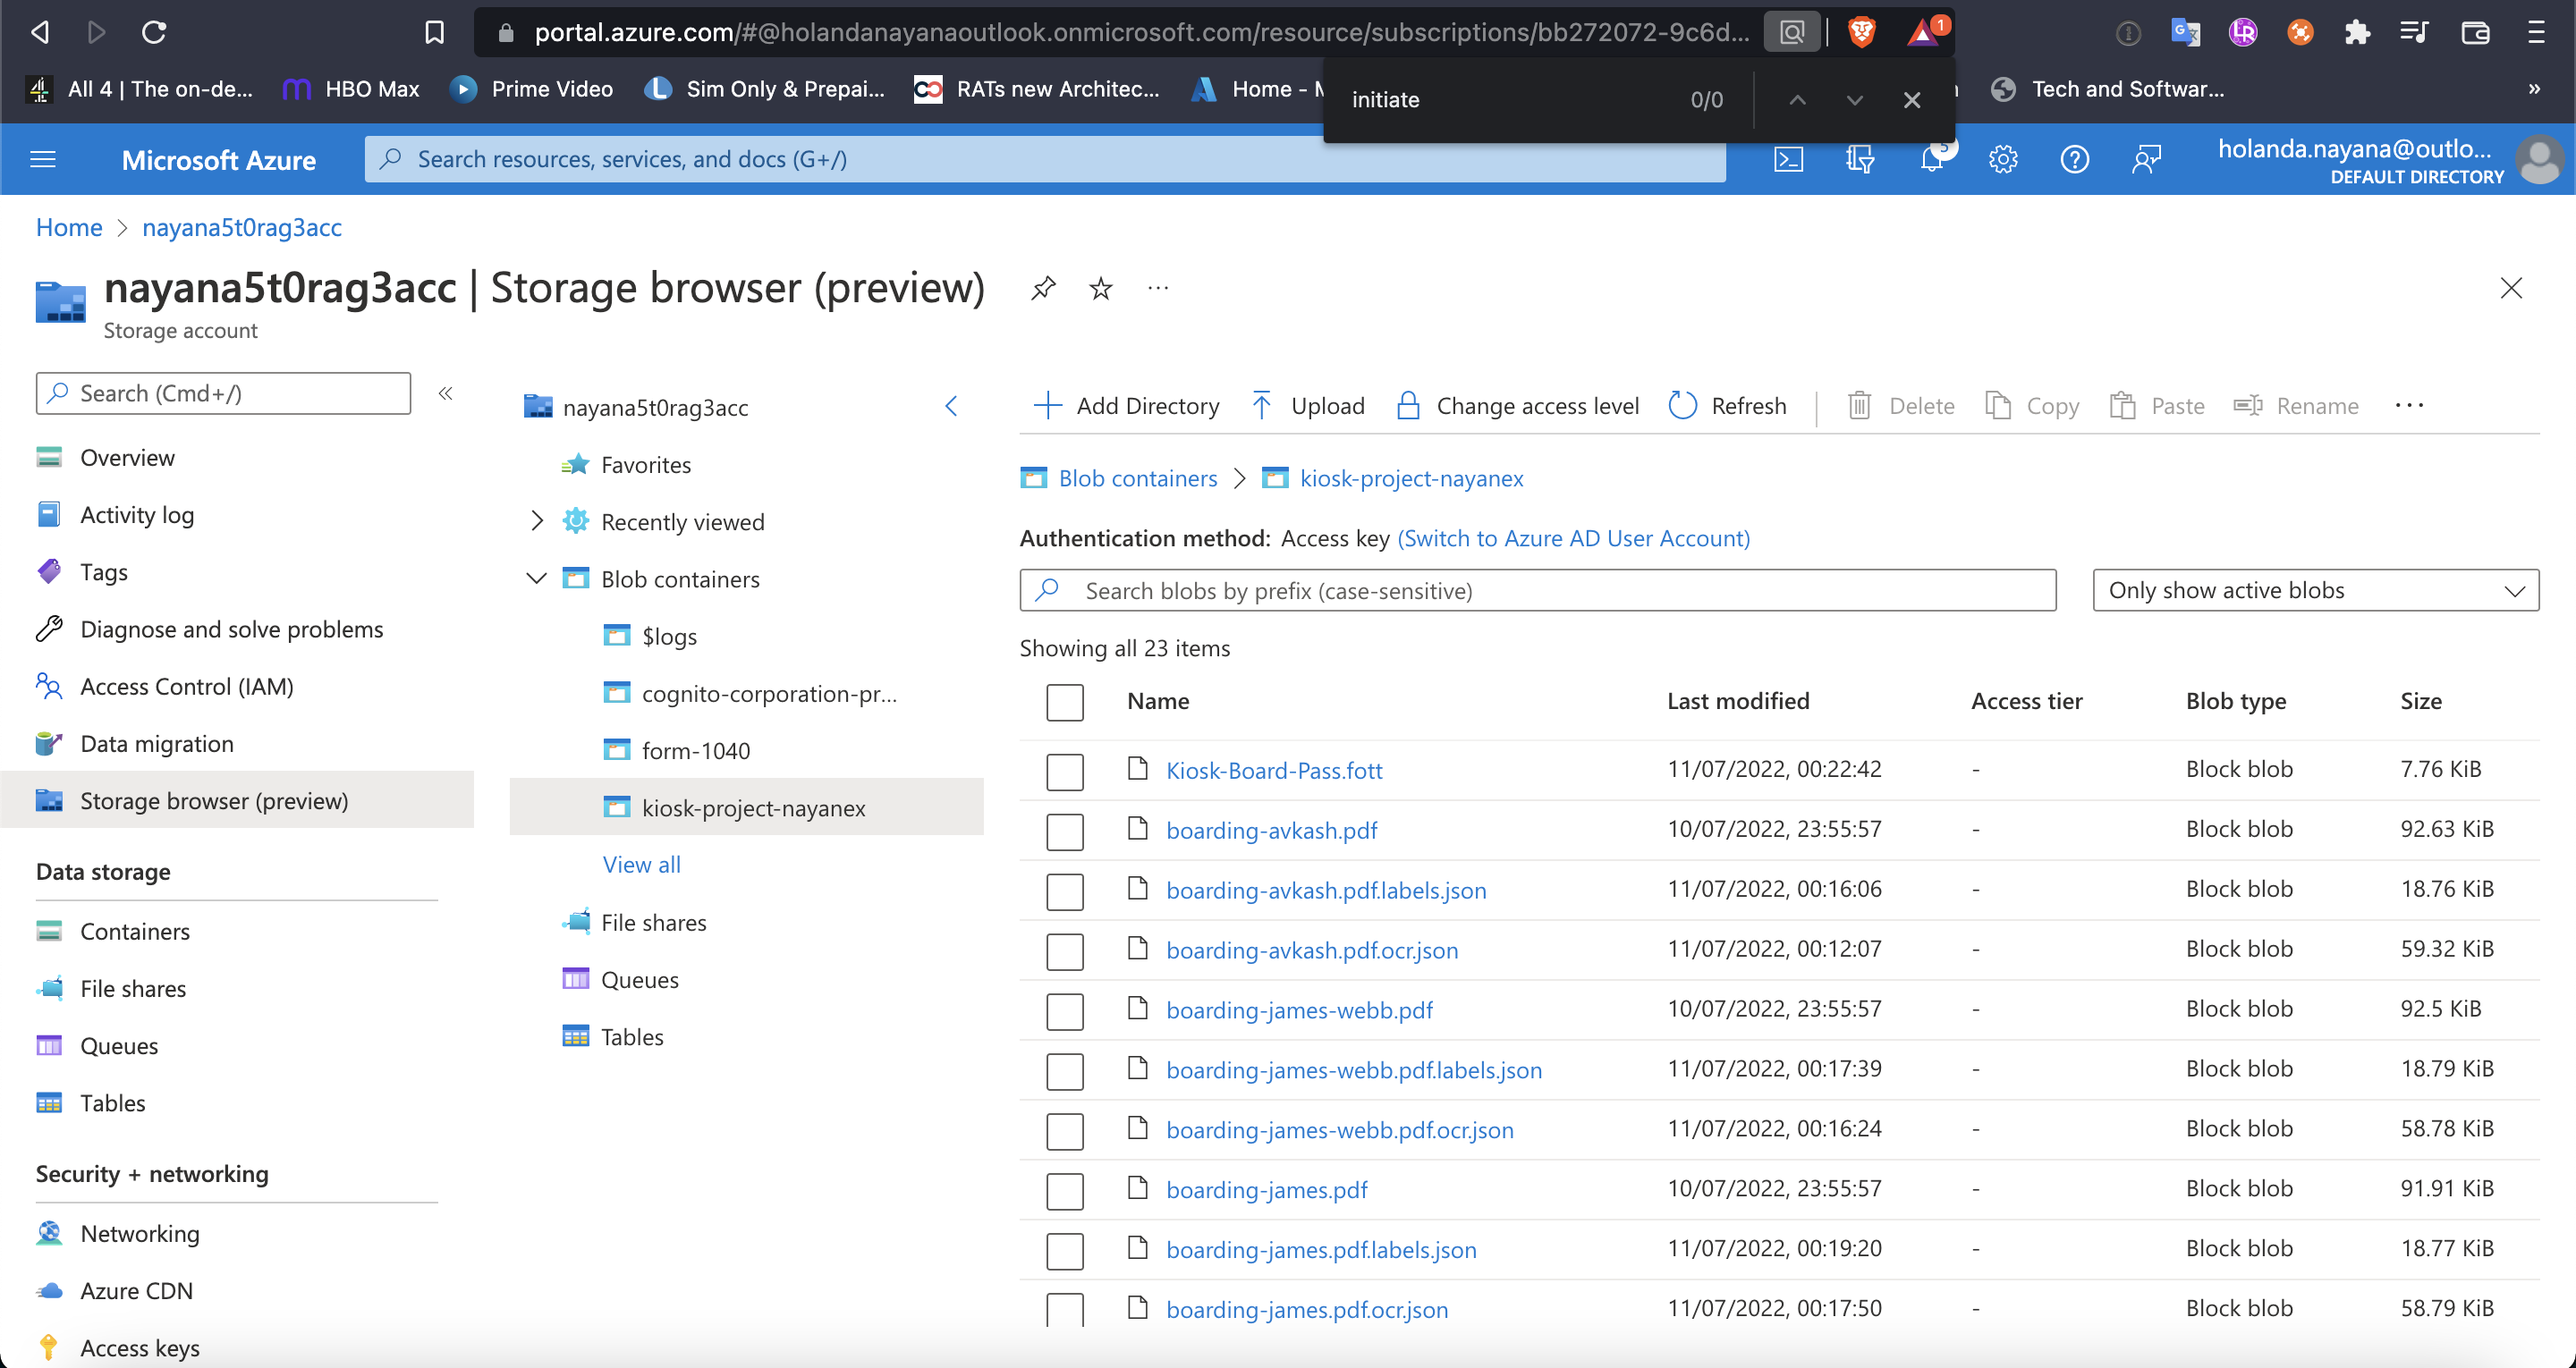 portal.azure.com/#@holandanayanaoutlook.onmicrosoft.com/resource/subscriptions/bb272072-9c6d...
1
All 4 | The on-de...
HBO Max
Prime Video
Sim Only & Prepai...
RATs new Architec...
Home -
Tech and Softwar...
»
initiate
0/0
Microsoft Azure
Search resources, services, and docs (G+/)
5
holanda.nayana@outlo...
DEFAULT DIRECTORY
Home > nayana5t0rag3acc
nayana5t0rag3acc | Storage browser (preview)
...
Storage account
Search (Cmd+/)
«
Overview
Activity log
Tags
Diagnose and solve problems
Access Control (IAM)
Data migration
Storage browser (preview)
Data storage
Containers
File shares
Queues
Tables
Security + networking
Networking
Azure CDN
Access keys
nayana5t0rag3acc
Favorites
Recently viewed
Blob containers
$logs
cognito-corporation-pr...
form-1040
kiosk-project-nayanex
View all
File shares
Queues
Tables
Add Directory Upload Change access level Refresh Delete Copy Paste Rename ...
Blob containers > kiosk-project-nayanex
Authentication method: Access key (Switch to Azure AD User Account)
Search blobs by prefix (case-sensitive)
Only show active blobs
Showing all 23 items
Name Last modified Access tier Blob type Size
Kiosk-Board-Pass.fott 11/07/2022, 00:22:42 - Block blob 7.76 KiB
boarding-avkash.pdf 10/07/2022, 23:55:57 - Block blob 92.63 KiB
boarding-avkash.pdf.labels.json 11/07/2022, 00:16:06 - Block blob 18.76 KiB
boarding-avkash.pdf.ocr.json 11/07/2022, 00:12:07 - Block blob 59.32 KiB
boarding-james-webb.pdf 10/07/2022, 23:55:57 - Block blob 92.5 KiB
boarding-james-webb.pdf.labels.json 11/07/2022, 00:17:39 - Block blob 18.79 KiB
boarding-james-webb.pdf.ocr.json 11/07/2022, 00:16:24 - Block blob 58.78 KiB
boarding-james.pdf 10/07/2022, 23:55:57 - Block blob 91.91 KiB
boarding-james.pdf.labels.json 11/07/2022, 00:19:20 - Block blob 18.77 KiB
boarding-james.pdf.ocr.json 11/07/2022, 00:17:50 - Block blob 58.79 KiB